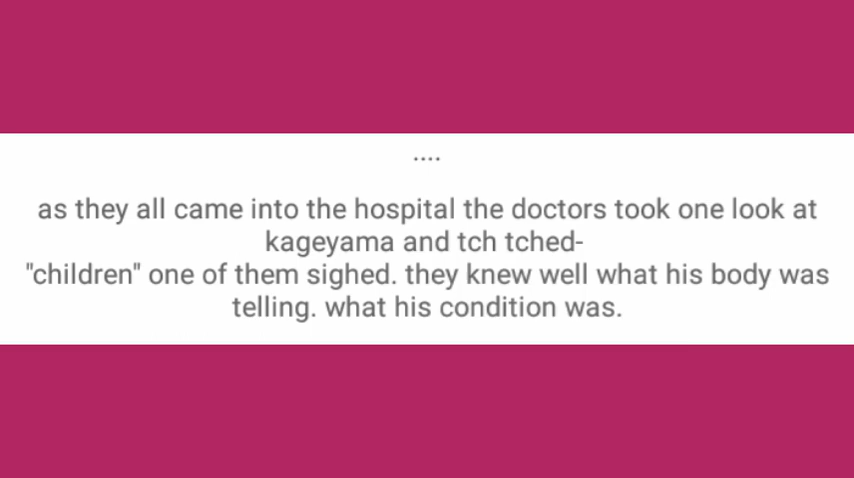 ....
as they all came into the hospital the doctors took one look at
kageyama and tch tched-
"children" one of them sighed. they knew well what his body was
telling. what his condition was.